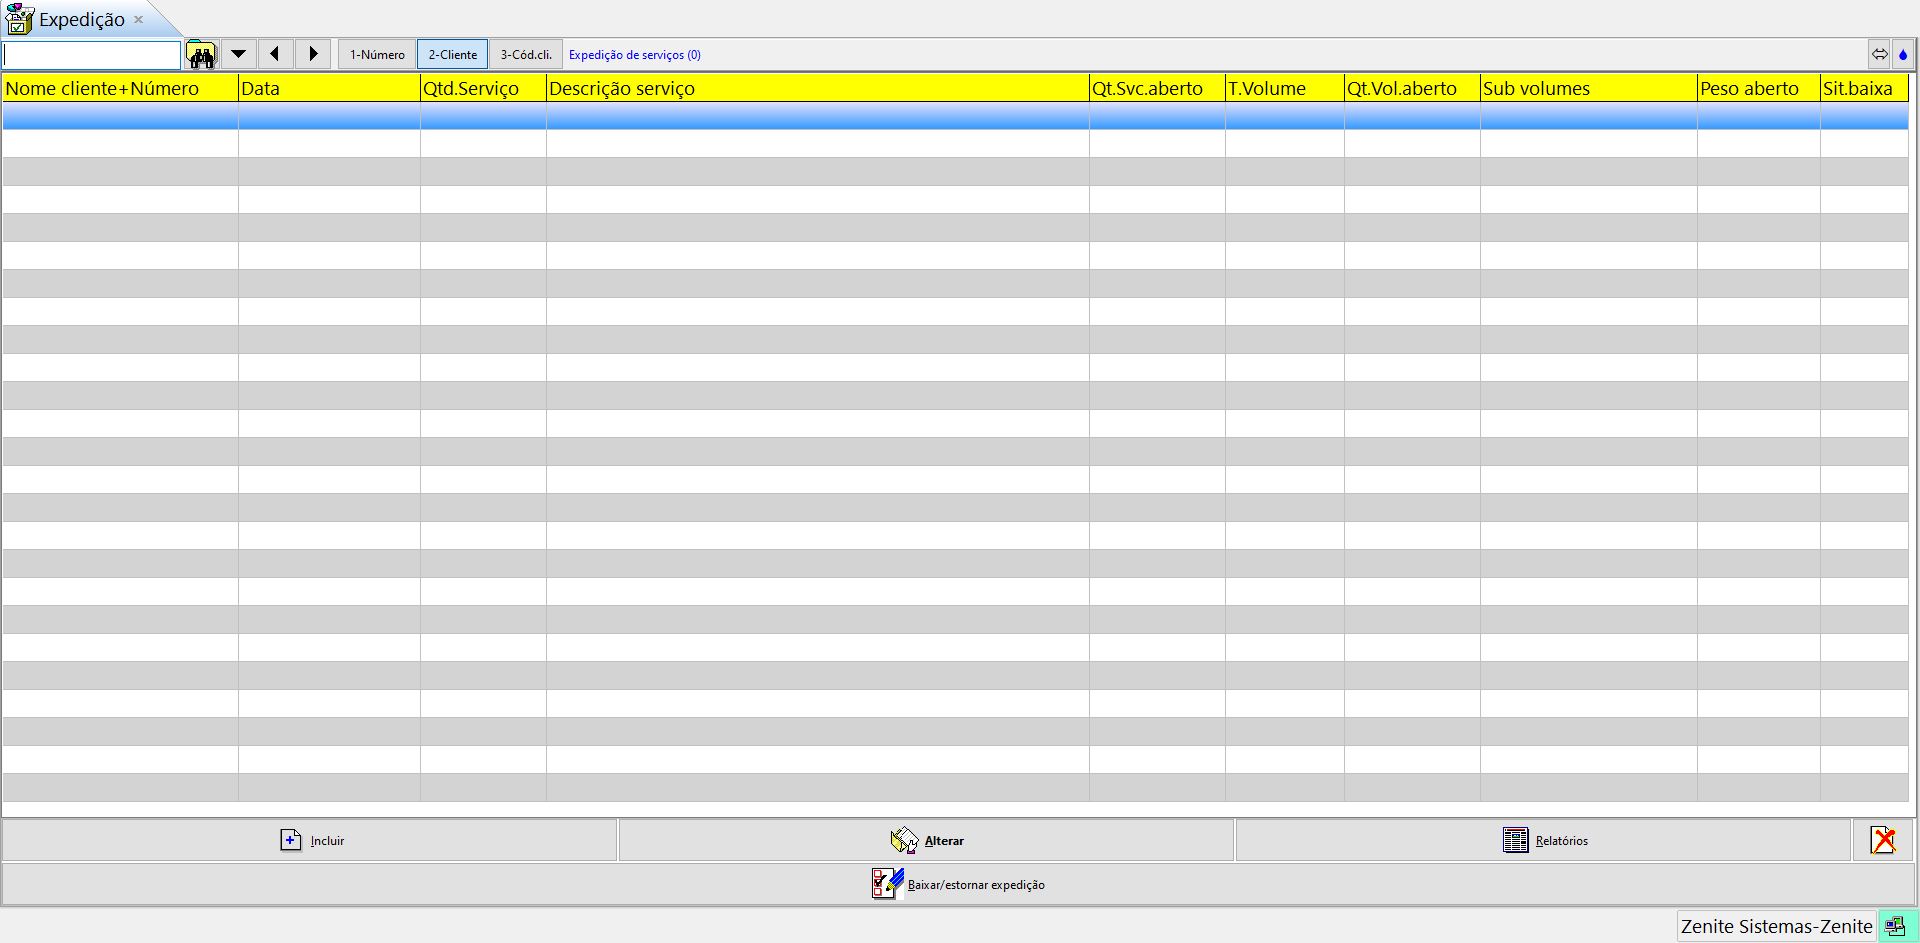 Expedição
1-Número 2-Cliente 3-Cód.cli. Expedição de serviços (0)
Nome cliente+Número Data Qtd.Serviço Descrição serviço Qt.Svc.aberto T.Volume Qt.Vol.aberto Sub volumes Peso aberto Sit.baixa
Incluir Alterar Relatórios
Baixar/estornar expedição
Zenite Sistemas-Zenite